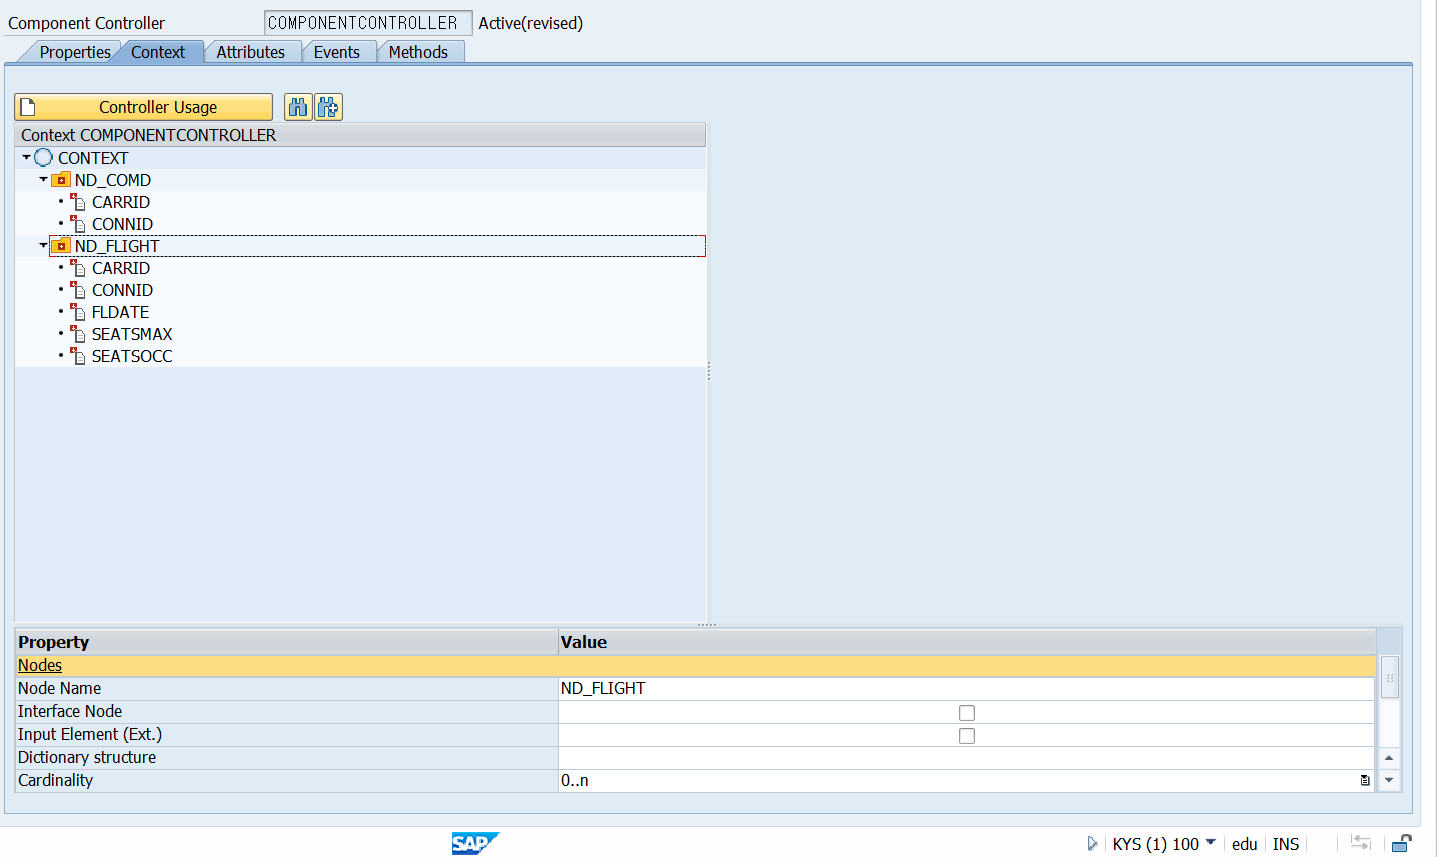 Component Controller COMPONENTCONTROLLER Active(revised)
Properties Context Attributes Events Methods
Controller Usage
Context COMPONENTCONTROLLER
CONTEXT
ND_COMD
CARRID
CONNID
ND_FLIGHT
CARRID
CONNID
FLDATE
SEATSMAX
SEATSOCC
Property Value
Nodes
Node Name ND_FLIGHT
Interface Node
Input Element (Ext.)
Dictionary structure
Cardinality 0..n
SAP KYS (1) 100 edu INS